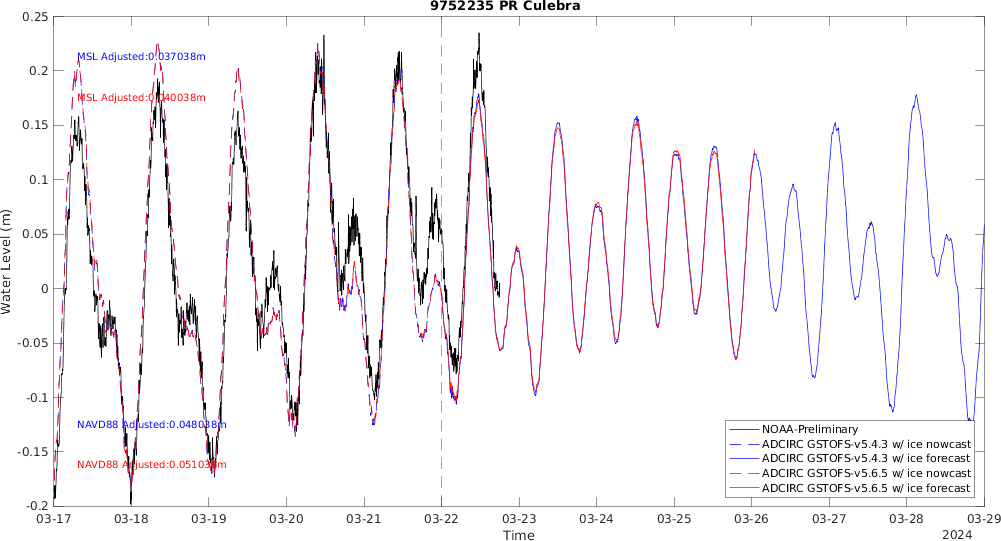 9752235 PR Culebra
0.25
0.2
0.15
0.1
0.05
0
-0.05
-0.1
-0.15
-0.2
Water Level (m)
MSL Adjusted:0.037038m
MSL Adjusted:0.040038m
NAVD88 Adjusted:0.048038m
NAVD88 Adjusted:0.051038m
NOAA-Preliminary
ADCIRC GSTOFS-v5.4.3 w/ ice nowcast
ADCIRC GSTOFS-v5.4.3 w/ ice forecast
ADCIRC GSTOFS-v5.6.5 w/ ice nowcast
ADCIRC GSTOFS-v5.6.5 w/ ice forecast
03-17 03-18 03-19 03-20 03-21 03-22 03-23 03-24 03-25 03-26 03-27 03-28 03-29
Time
2024